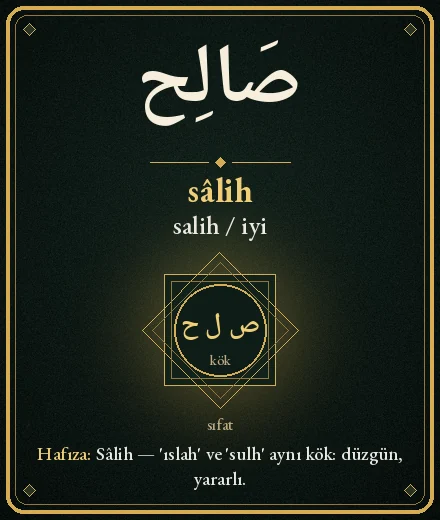 صَالِح
sâlih
salih / iyi
ص ل ح
kök
sıfat
Hafıza: Sâlih — 'ıslah' ve 'sulh' aynı kök: düzgün,
yararlı.